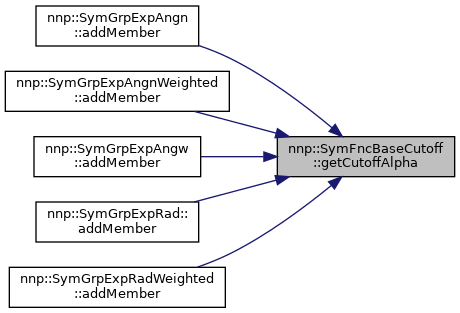 nnp::SymGrpExpAngn
::addMember
nnp::SymGrpExpAngnWeighted
::addMember
nnp::SymGrpExpAngw
::addMember
nnp::SymGrpExpRad::
addMember
nnp::SymGrpExpRadWeighted
::addMember
nnp::SymFncBaseCutoff
::getCutoffAlpha